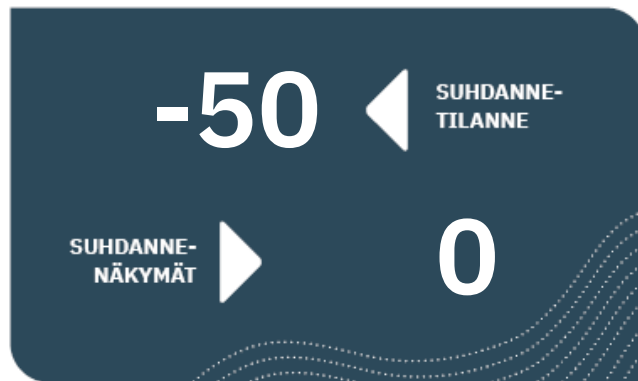 -50
SUHDANNE-
TILANNE
SUHDANNE-
NÄKYMÄT
0